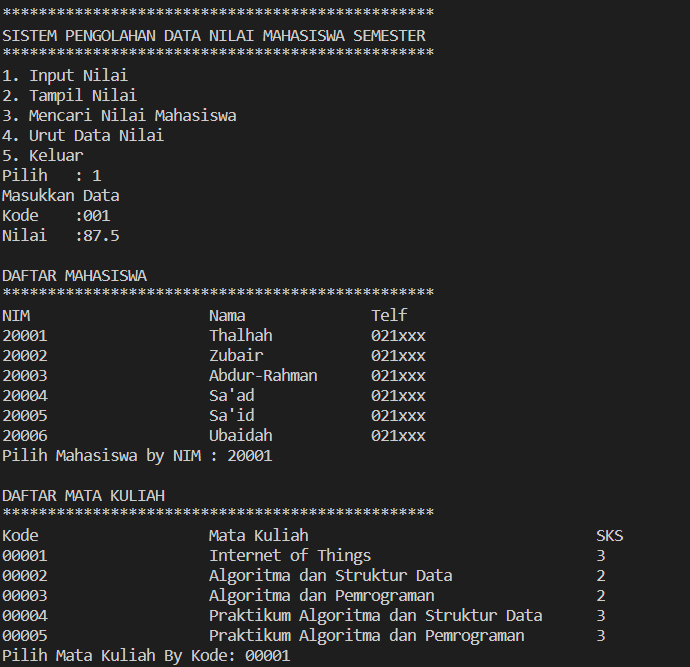 ************************************************
SISTEM PENGOLAHAN DATA NILAI MAHASISWA SEMESTER
************************************************
1. Input Nilai
2. Tampil Nilai
3. Mencari Nilai Mahasiswa
4. Urut Data Nilai
5. Keluar
Pilih   : 1
Masukkan Data
Kode    :001
Nilai   :87.5

DAFTAR MAHASISWA
************************************************
NIM                    Nama              Telf
20001                  Thalhah           021xxx
20002                  Zubair            021xxx
20003                  Abdur-Rahman      021xxx
20004                  Sa'ad             021xxx
20005                  Sa'id             021xxx
20006                  Ubaidah           021xxx
Pilih Mahasiswa by NIM : 20001

DAFTAR MATA KULIAH
************************************************
Kode                   Mata Kuliah                                SKS
00001                  Internet of Things                         3
00002                  Algoritma dan Struktur Data                2
00003                  Algoritma dan Pemrograman                  2
00004                  Praktikum Algoritma dan Struktur Data      3
00005                  Praktikum Algoritma dan Pemrograman        3
Pilih Mata Kuliah By Kode: 00001